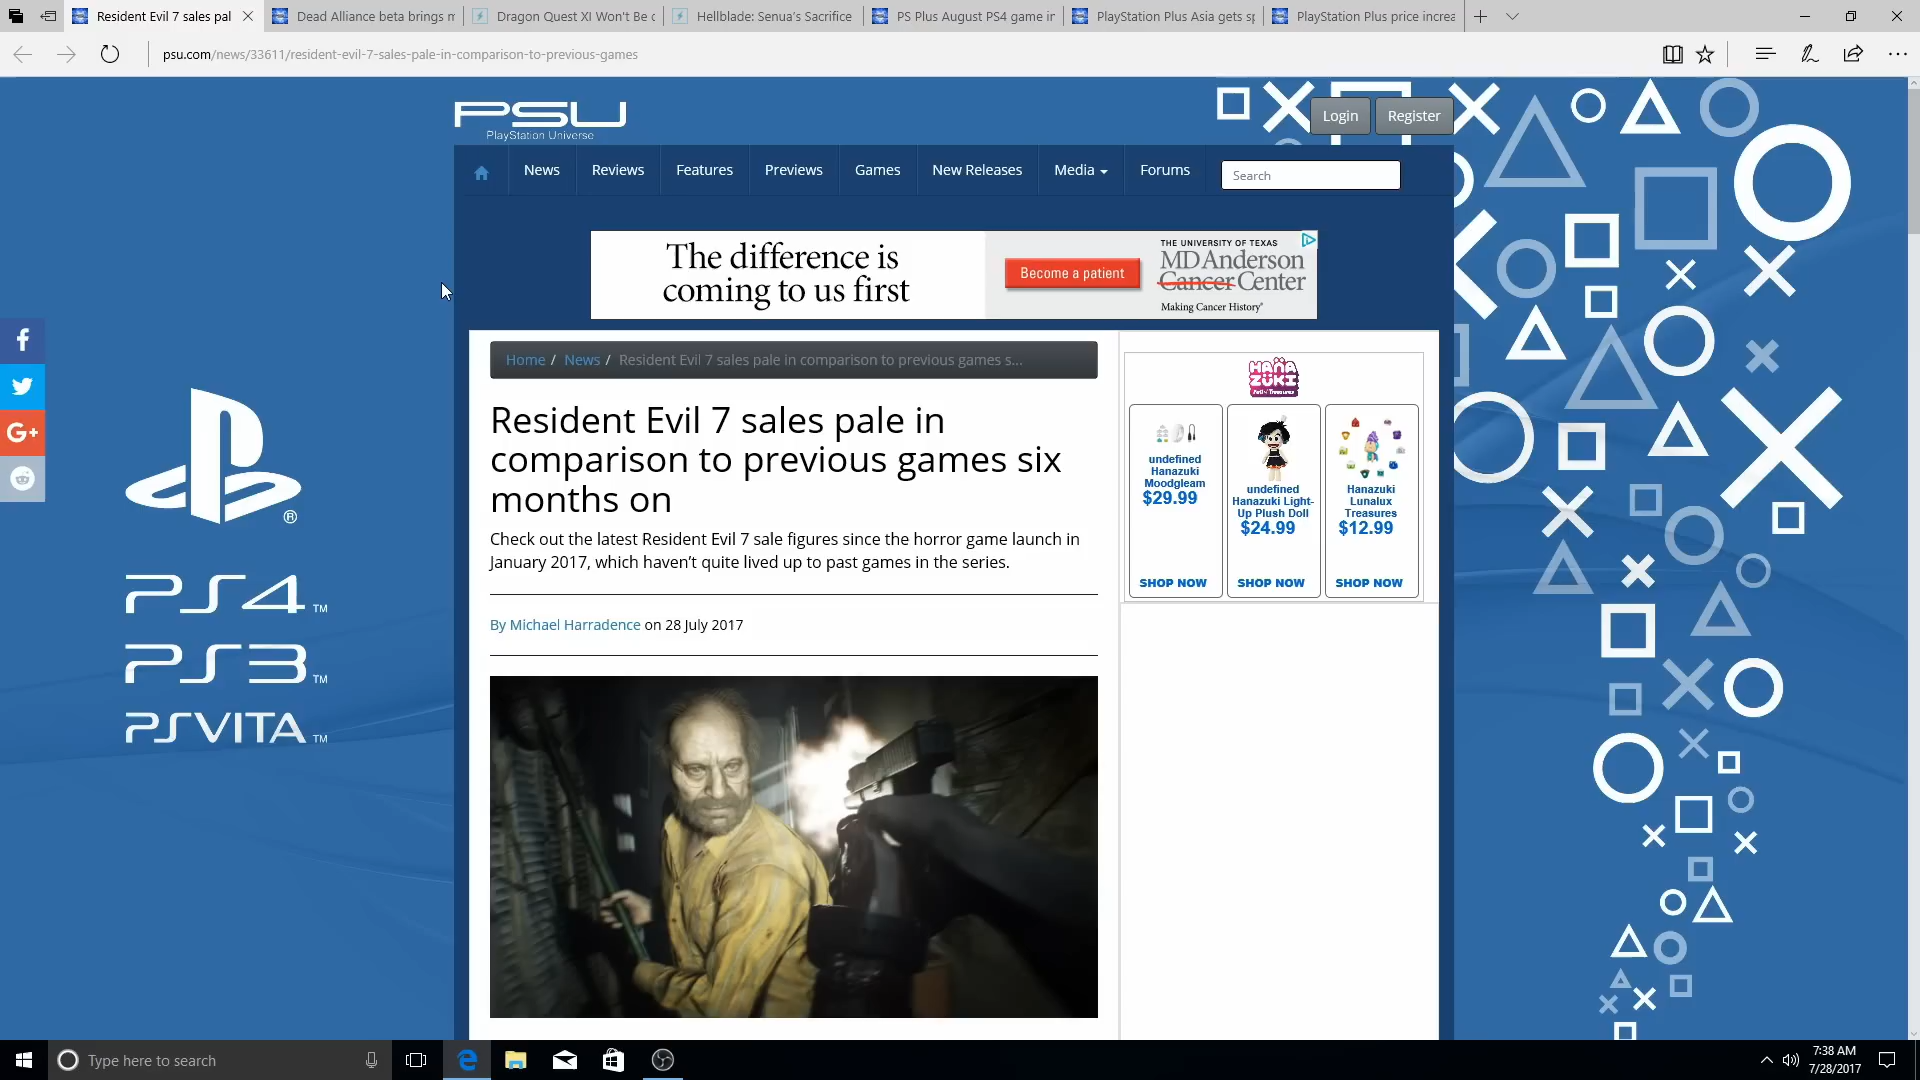 Resident Evil 7 sales pal
Dead Alliance beta brings m
Dragon Quest XI Won't Be
Hellblade: Senua's Sacrifice
PS Plus August PS4 game in
PlayStation Plus Asia gets sp
PlayStation Plus price increa
psu.com/news/33611/resident-evil-7-sales-pale-in-comparison-to-previous-games
PSU
PlayStation Universe
Login
Register
News
Reviews
Features
Previews
Games
New Releases
Media
Forums
Search
The difference is
coming to us first
Become a patient
THE UNIVERSITY OF TEXAS
MD Anderson
Cancer Center
Making Cancer History®
Home / News / Resident Evil 7 sales pale in comparison to previous games s...
Resident Evil 7 sales pale in
comparison to previous games six
months on
Check out the latest Resident Evil 7 sale figures since the horror game launch in
January 2017, which haven't quite lived up to past games in the series.
By Michael Harradence on 28 July 2017
HANAZUKI
undefined
Hanazuki
Moodgleam
$29.99
SHOP NOW
undefined
Hanazuki Light-
Up Plush Doll
$24.99
SHOP NOW
Hanazuki
Lunalux
Treasures
$12.99
SHOP NOW
G+
®
PS4™
PS3™
PSVITA™
Type here to search
7:38 AM
7/28/2017